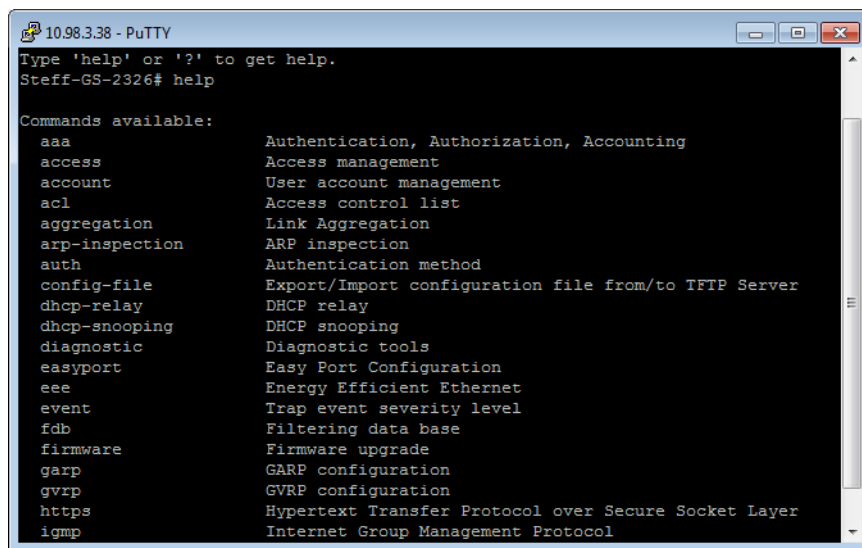 10.98.3.38 - PuTTY
Type 'help' or '?' to get help.
Steff-GS-2326# help
Commands available:
aaa Authentication, Authorization, Accounting
access Access management
account User account management
acl Access control list
aggregation Link Aggregation
arp-inspection ARP inspection
auth Authentication method
config-file Export/Import configuration file from/to TFTP Server
dhcp-relay DHCP relay
dhcp-snooping DHCP snooping
diagnostic Diagnostic tools
easyport Easy Port Configuration
eee Energy Efficient Ethernet
event Trap event severity level
fdb Filtering data base
firmware Firmware upgrade
garp GARP configuration
gvrp GVRP configuration
https Hypertext Transfer Protocol over Secure Socket Layer
igmp Internet Group Management Protocol